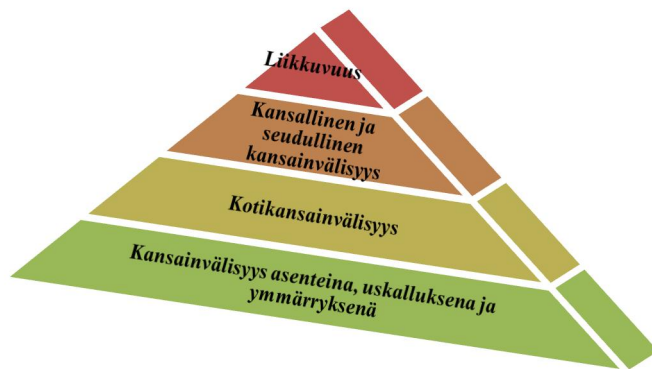 Liikkuvuus
Kansallinen ja
seudullinen
kansainvälisyys
Kotikansainvälisyys
Kansainvälisyys asenteina, uskalluksena ja
ymmärryksenä